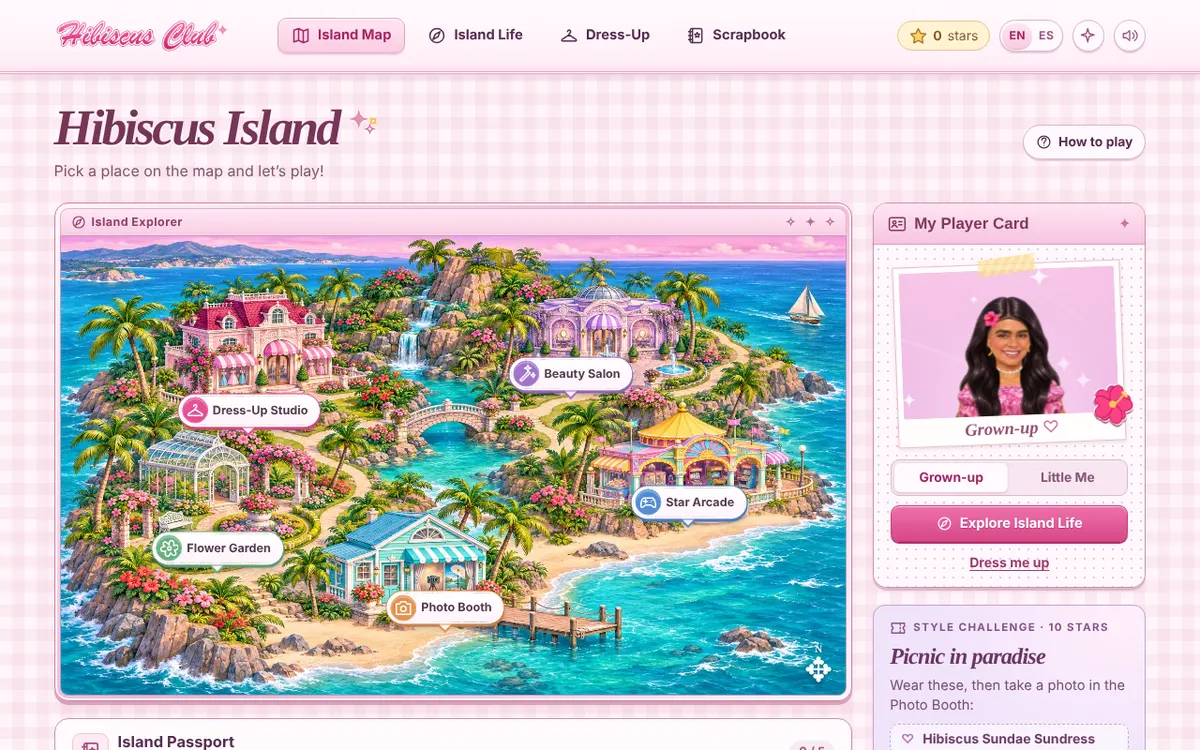 Hibiscus Club
Island Map
Island Life
Dress-Up
Scrapbook
0 stars
EN ES
Hibiscus Island
Pick a place on the map and let’s play!
How to play
Island Explorer
Beauty Salon
Dress-Up Studio
Star Arcade
Flower Garden
Photo Booth
N
My Player Card
Grown-up
Grown-up
Little Me
Explore Island Life
Dress me up
STYLE CHALLENGE · 10 STARS
Picnic in paradise
Wear these, then take a photo in the
Photo Booth:
Hibiscus Sundae Sundress
Island Passport